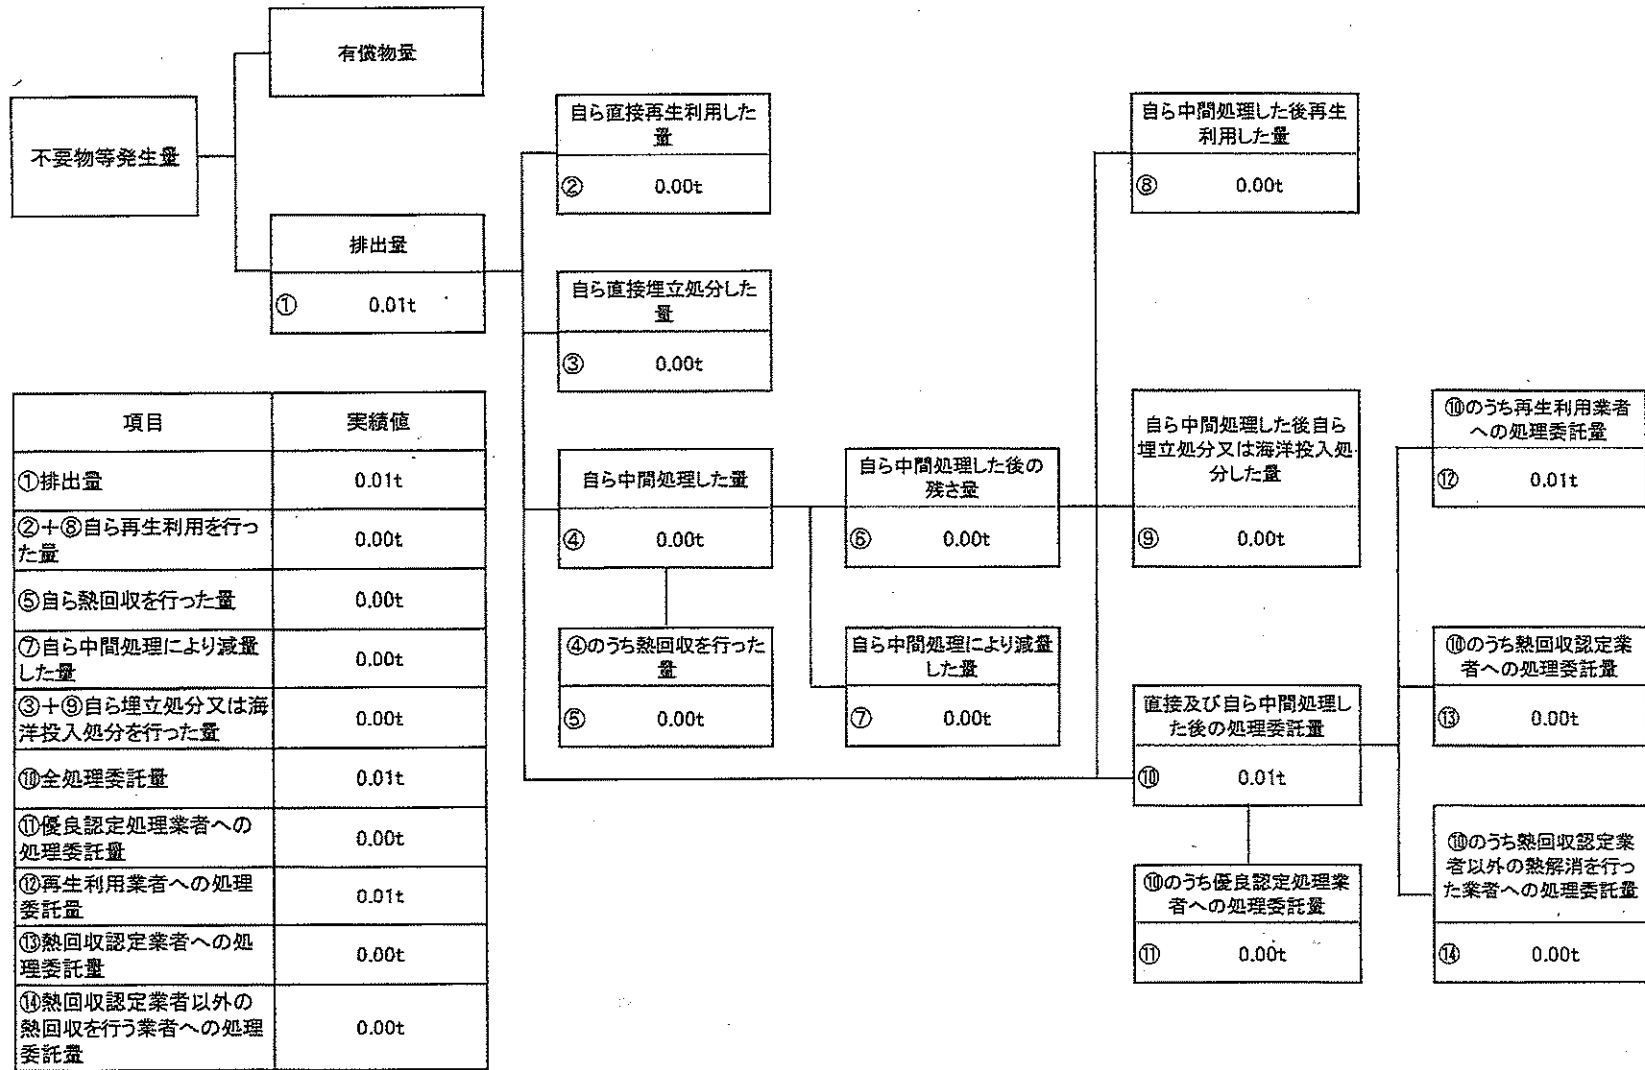 有償物量
不要物等発生量
排出量
① 0.01t
自ら直接再生利用した
量
② 0.00t
自ら直接埋立処分した
量
③ 0.00t
自ら中間処理した量
④ 0.00t
④のうち熱回収を行った
量
⑤ 0.00t
自ら中間処理した後の
残さ量
⑥ 0.00t
自ら中間処理により減量
した量
⑦ 0.00t
自ら中間処理した後再生
利用した量
⑧ 0.00t
自ら中間処理した後自ら
埋立処分又は海洋投入処
分した量
⑨ 0.00t
直接及び自ら中間処理し
た後の処理委託量
⑩ 0.01t
⑩のうち優良認定処理業
者への処理委託量
⑪ 0.00t
⑩のうち再生利用業者
への処理委託量
⑫ 0.01t
⑩のうち熱回収認定業
者への処理委託量
⑬ 0.00t
⑩のうち熱回収認定業
者以外の熱解消を行っ
た業者への処理委託量
⑭ 0.00t
項目 実績値
①排出量 0.01t
②+⑧自ら再生利用を行っ
た量 0.00t
⑤自ら熱回収を行った量 0.00t
⑦自ら中間処理により減量
した量 0.00t
③+⑨自ら埋立処分又は海
洋投入処分を行った量 0.00t
⑩全処理委託量 0.01t
⑪優良認定処理業者への
処理委託量 0.00t
⑫再生利用業者への処理
委託量 0.01t
⑬熱回収認定業者への処
理委託量 0.00t
⑭熱回収認定業者以外の
熱回収を行う業者への処理
委託量 0.00t